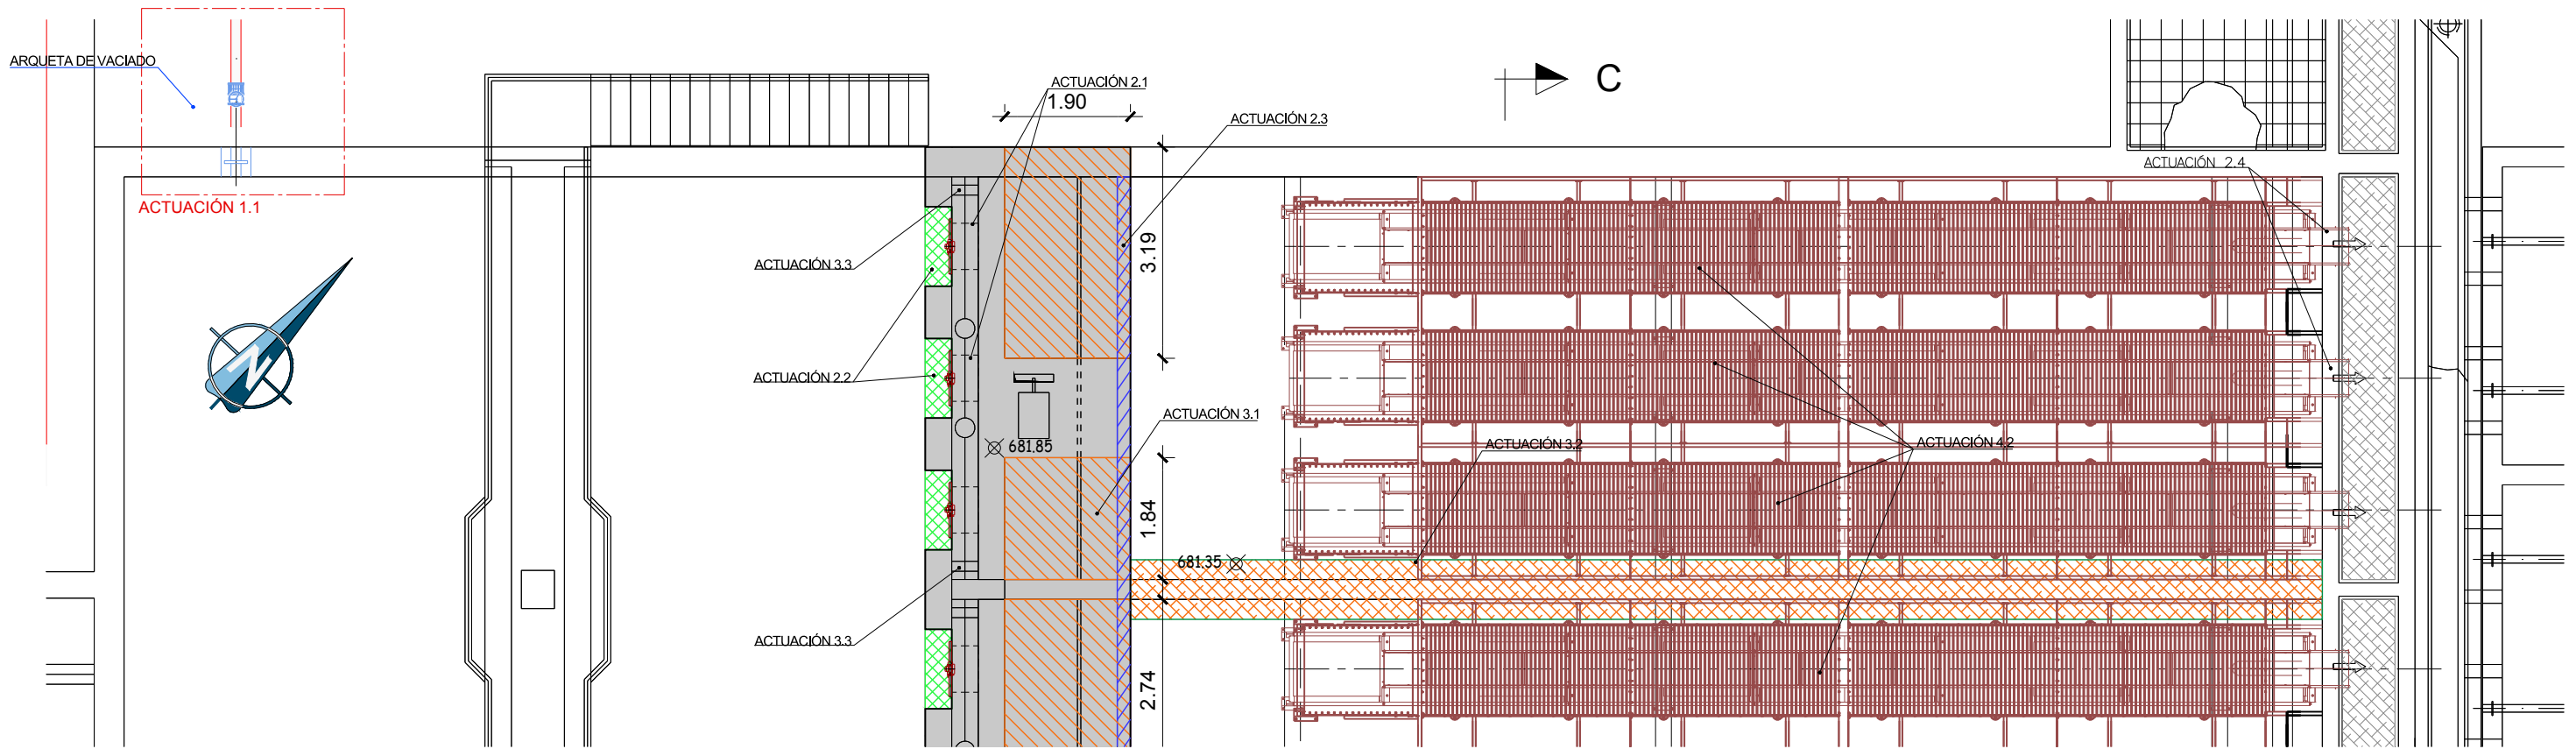 ARQUETA DE VACIADO
ACTUACIÓN 1.1
ACTUACIÓN 2.1
1.90
ACTUACIÓN 2.3
C
ACTUACIÓN 2.4
3.19
ACTUACIÓN 3.3
N
ACTUACIÓN 2.2
ACTUACIÓN 3.1
681.85
ACTUACIÓN 3.2
ACTUACIÓN 4.2
1.84
681.35
ACTUACIÓN 3.3
2.74